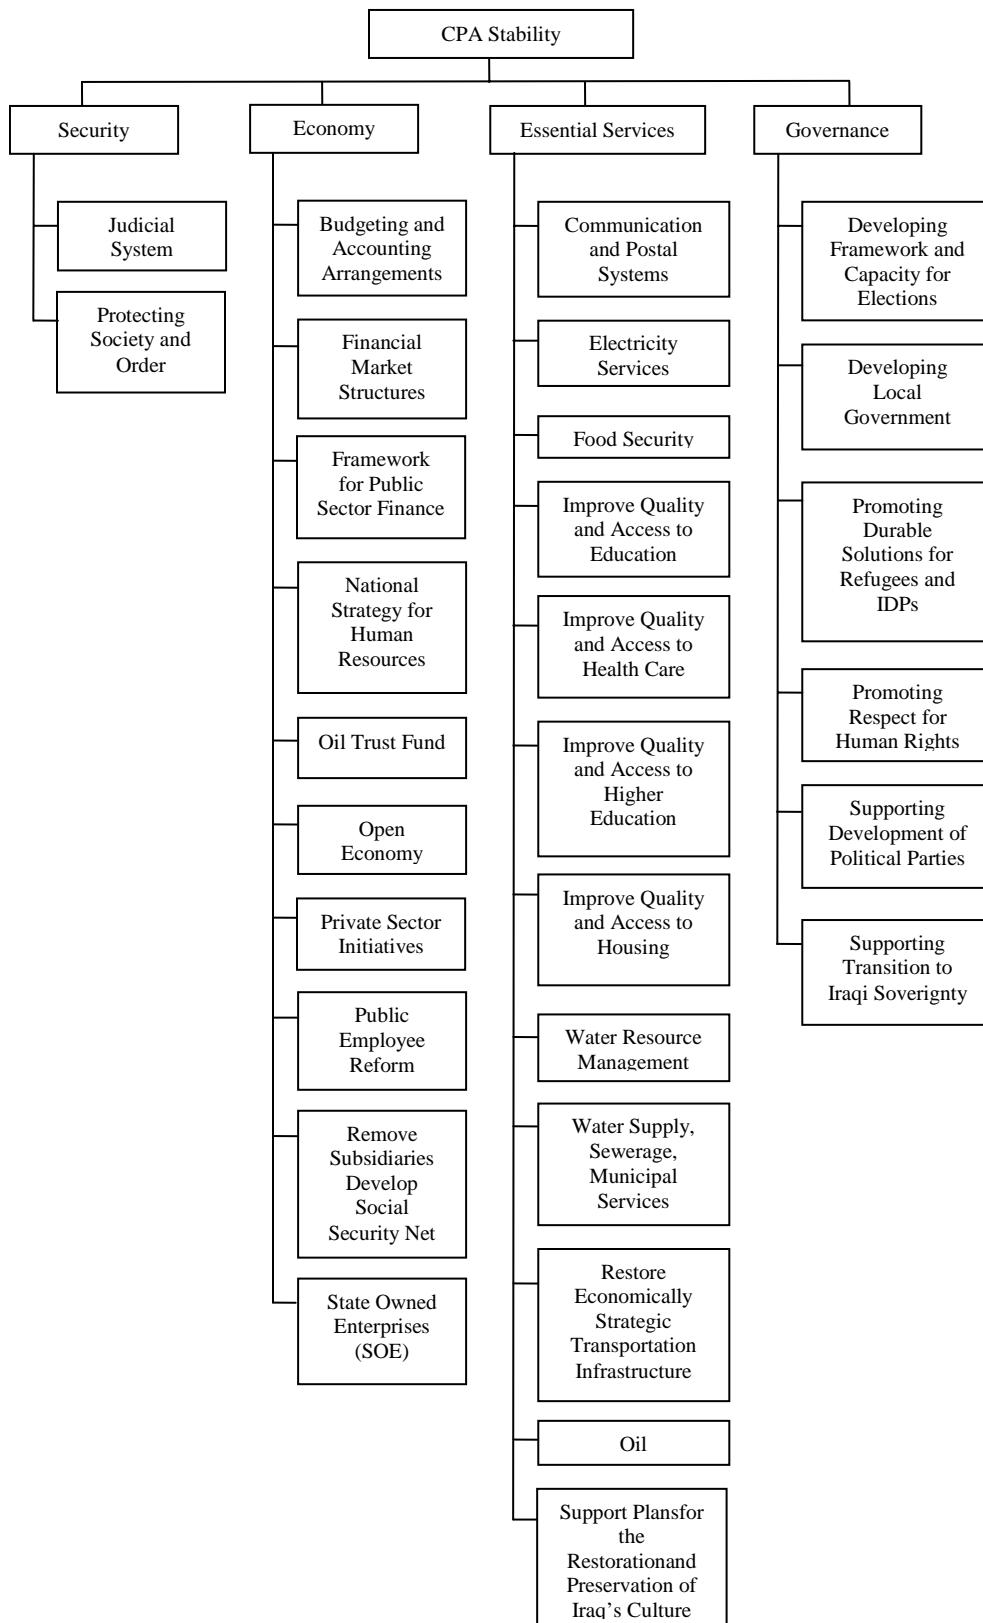 CPA Stability
Security
Economy
Essential Services
Governance
Judicial
System
Protecting
Society and
Order
Budgeting and
Accounting
Arrangements
Financial
Market
Structures
Framework
for Public
Sector Finance
National
Strategy for
Human
Resources
Oil Trust Fund
Open
Economy
Private Sector
Initiatives
Public
Employee
Reform
Remove
Subsidiaries
Develop
Social
Security Net
State Owned
Enterprises
(SOE)
Communication
and Postal
Systems
Electricity
Services
Food Security
Improve Quality
and Access to
Education
Improve Quality
and Access to
Health Care
Improve Quality
and Access to
Higher
Education
Improve Quality
and Access to
Housing
Water Resource
Management
Water Supply,
Sewerage,
Municipal
Services
Restore
Economically
Strategic
Transportation
Infrastructure
Oil
Support Plansfor
the
Restorationand
Preservation of
Iraq's Culture
Developing
Framework and
Capacity for
Elections
Developing
Local
Government
Promoting
Durable
Solutions for
Refugees and
IDPs
Promoting
Respect for
Human Rights
Supporting
Development of
Political Parties
Supporting
Transition to
Iraqi Soverignty